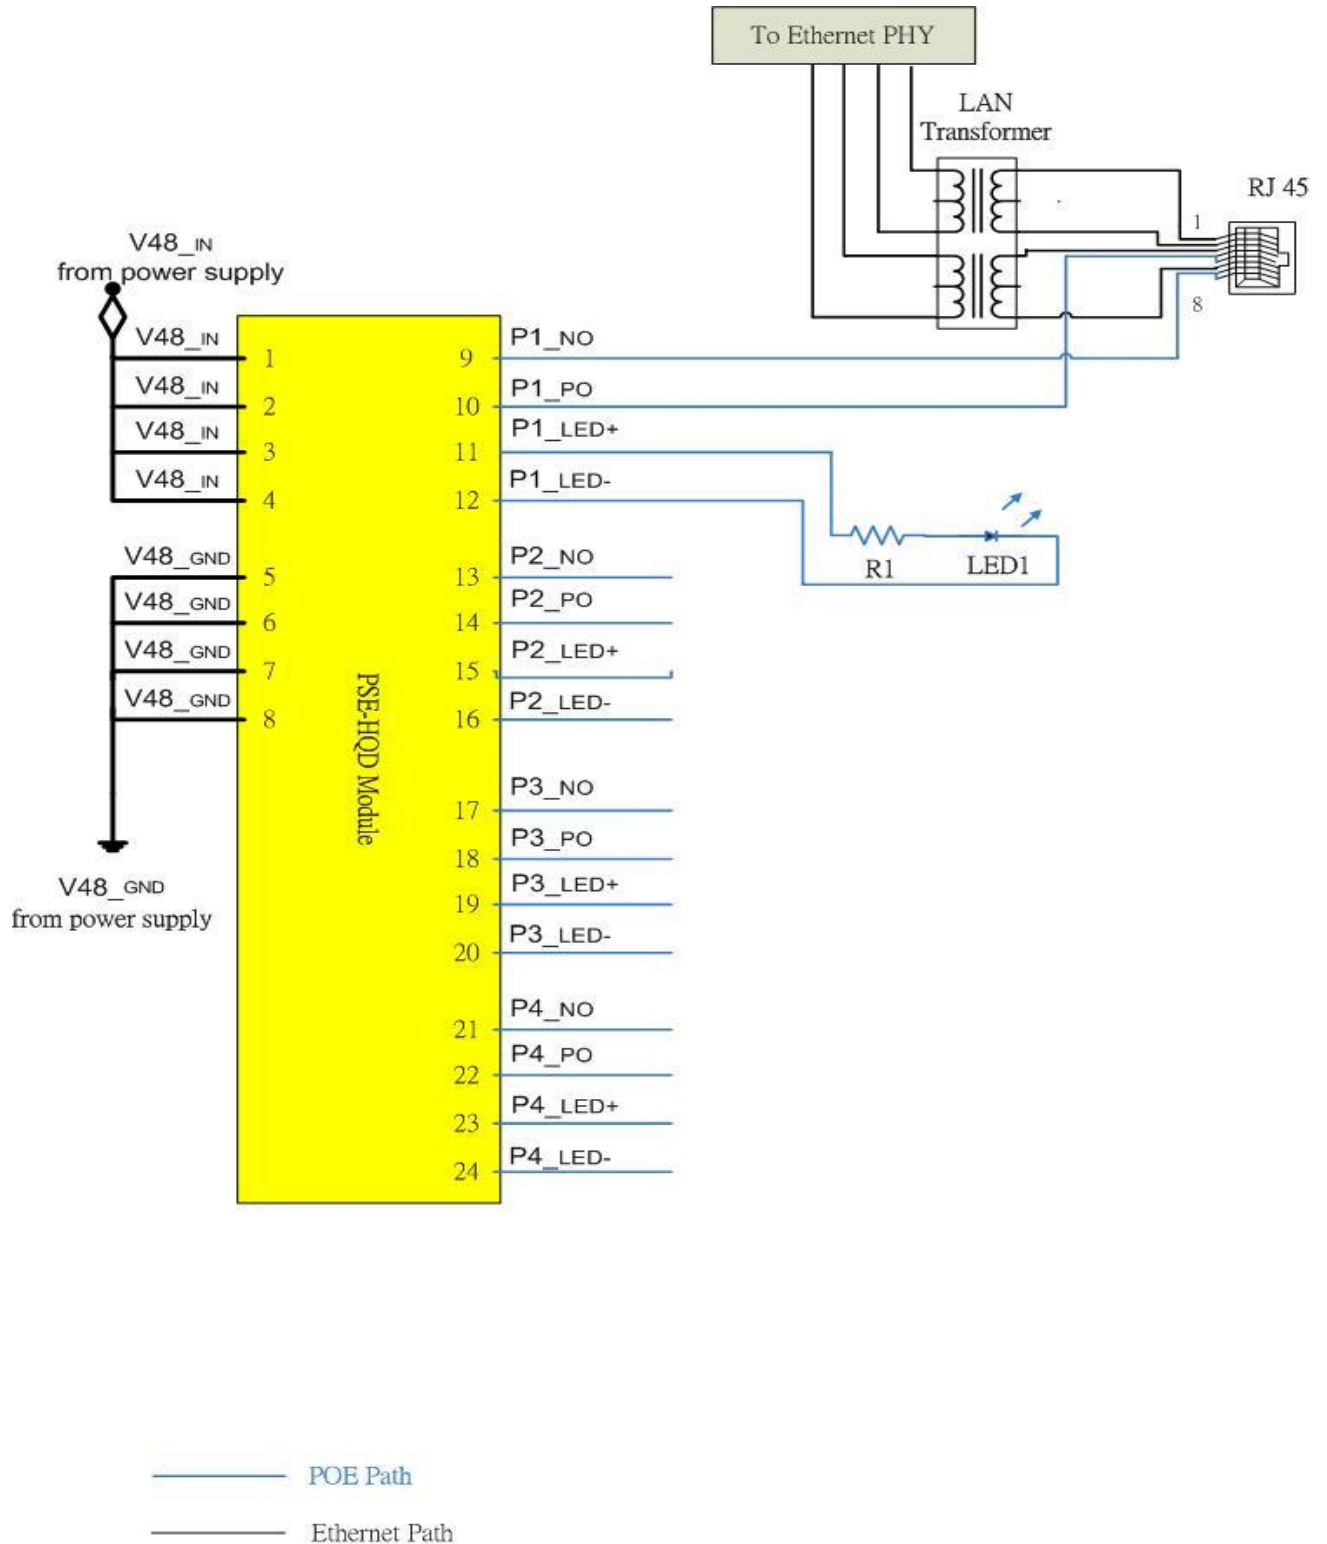 To Ethernet PHY
LAN
Transformer
RJ 45
1
8
V48_IN
from power supply
V48_IN
1
V48_IN
2
V48_IN
3
V48_IN
4
V48_GND
5
V48_GND
6
V48_GND
7
V48_GND
8
V48_GND
from power supply
PSE-HQD Module
9
P1_NO
10
P1_PO
11
P1_LED+
12
P1_LED-
R1
LED1
13
P2_NO
14
P2_PO
15
P2_LED+
16
P2_LED-
17
P3_NO
18
P3_PO
19
P3_LED+
20
P3_LED-
21
P4_NO
22
P4_PO
23
P4_LED+
24
P4_LED-
POE Path
Ethernet Path